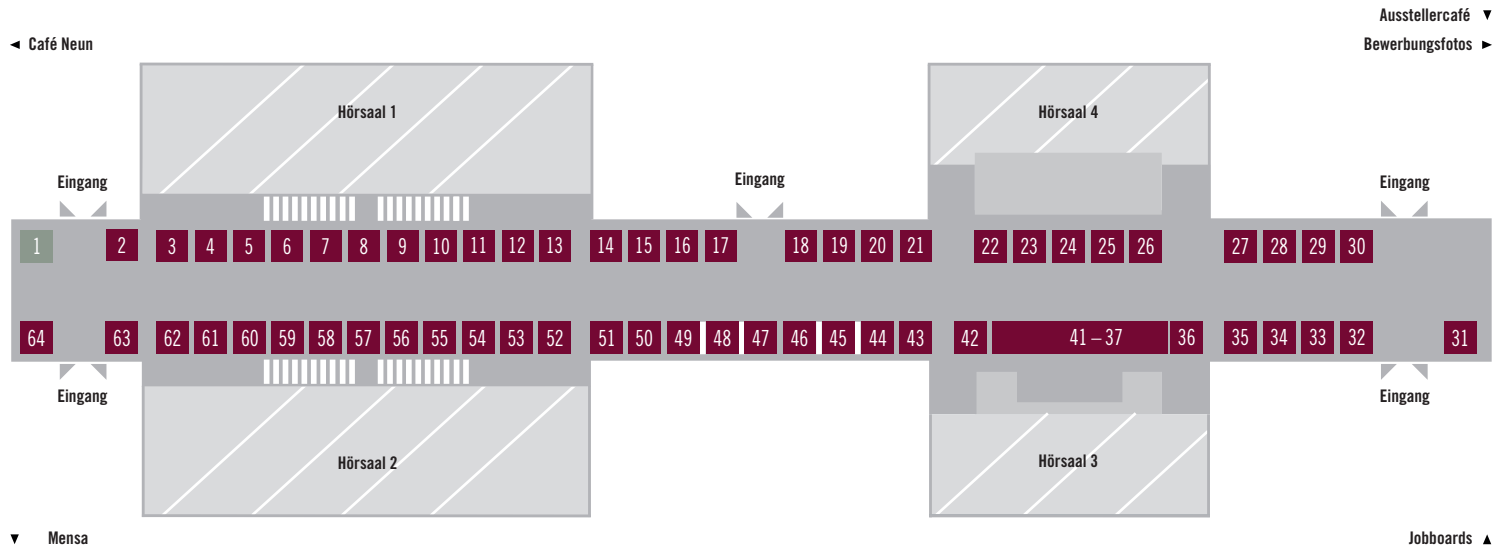 Ausstellercafé ▼
◄ Café Neun
Bewerbungsfotos ►
Hörsaal 1
Hörsaal 4
Eingang
Eingang
Eingang
1 2 3 4 5 6 7 8 9 10 11 12 13 14 15 16 17 18 19 20 21 22 23 24 25 26 27 28 29 30
64 63 62 61 60 59 58 57 56 55 54 53 52 51 50 49 48 47 46 45 44 43 42 41 – 37 36 35 34 33 32 31
Eingang
Eingang
Hörsaal 2
Hörsaal 3
▼ Mensa
Jobboards ▲